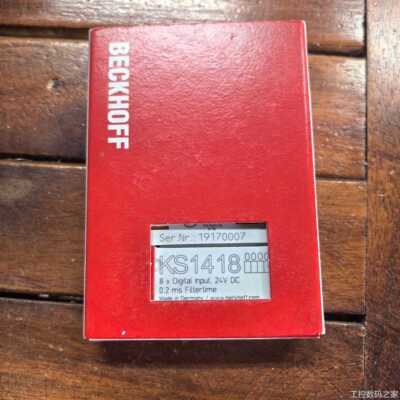 BECKHOFF
Ser.Nr.: 19170007
KS1418
8 x Digital input, 24V DC
0.2 ms Filtertime
Made in Germany / www.beckhoff.com
工控数码之家